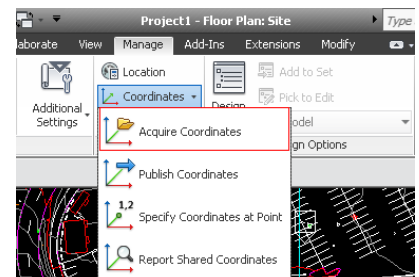 Project1 - Floor Plan: Site
Type
laborate View Manage Add-Ins Extensions Modify
Location
Coordinates
Additional
Settings
Design
Add to Set
Pick to Edit
odel
gn Options
Acquire Coordinates
Publish Coordinates
1,2
Specify Coordinates at Point
Report Shared Coordinates